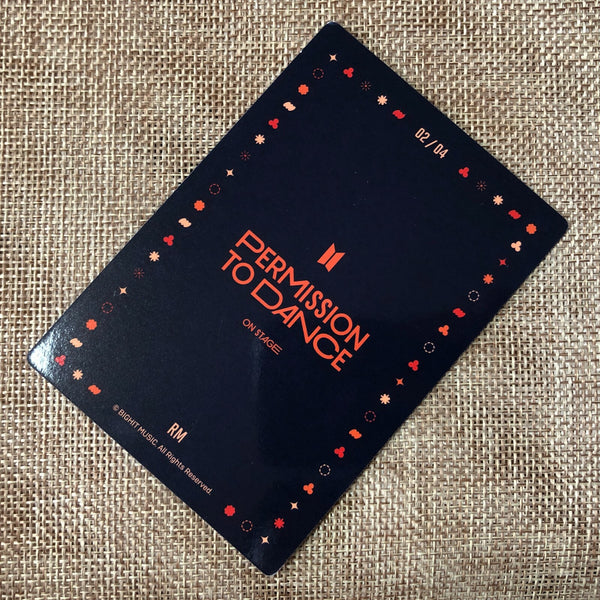 02/04
PERMISSION
TO DANCE
ON STAGE
RM
© BIGHIT MUSIC. All Rights Reserved.